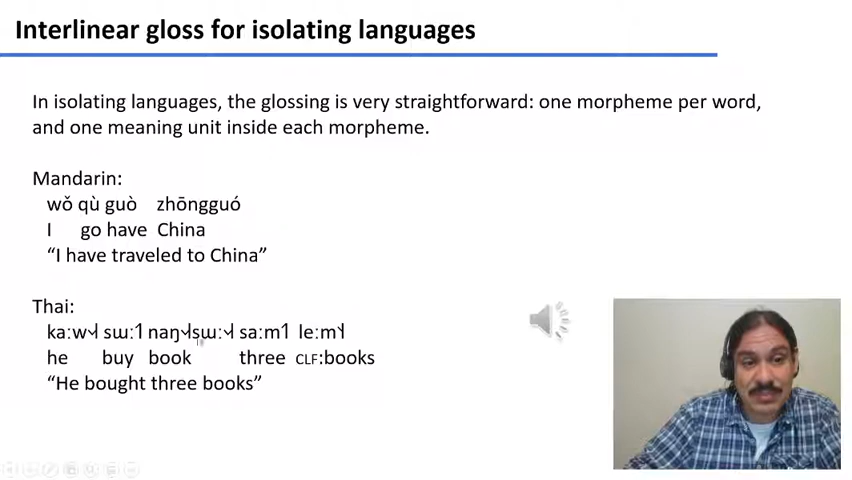 Interlinear gloss for isolating languages
In isolating languages, the glossing is very straightforward: one morpheme per word,
and one meaning unit inside each morpheme.
Mandarin:
wǒ qù guò zhōngguó
I go have China
“I have traveled to China”
Thai:
kaːw˨˩˦ sɯː˦˥ naŋ˨˩˦sɯː˨˩˦ saːm˦˥ leːm˥˩
he buy book three CLF:books
“He bought three books”